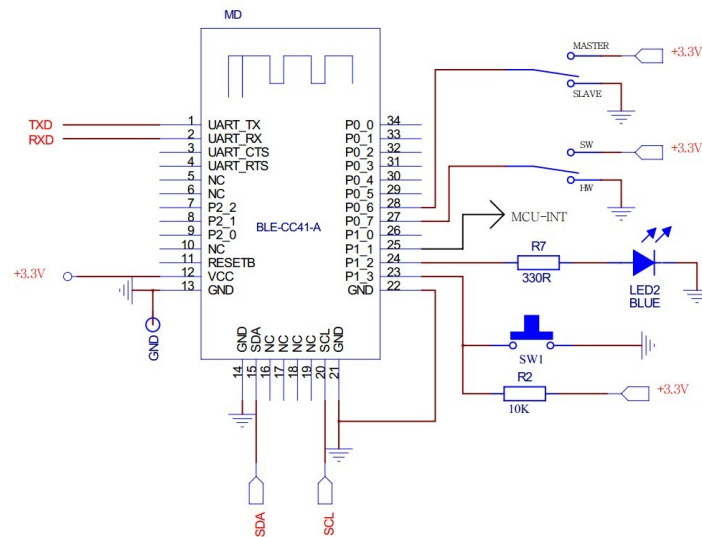 MD
TXD
RXD
1 UART_TX
2 UART_RX
3 UART_CTS
4 UART_RTS
5 NC
6 NC
7 P2_2
8 P2_1
9 P2_0
10 NC
11 RESETB
+3.3V 12 VCC
13 GND
GND
BLE-CC41-A
P0_0 34
P0_1 33
P0_2 32
P0_3 31
P0_4 30
P0_5 29
P0_6 28
P0_7 27
P1_0 26
P1_1 25
P1_2 24
P1_3 23
GND 22
GND SDA NC NC NC NC SCL GND
14 15 16 17 18 19 20 21
SDA
SCL
MASTER
+3.3V
SLAVE
SW
+3.3V
HW
MCU-INT
R7
330R
LED2
BLUE
SW1
R2
10K
+3.3V